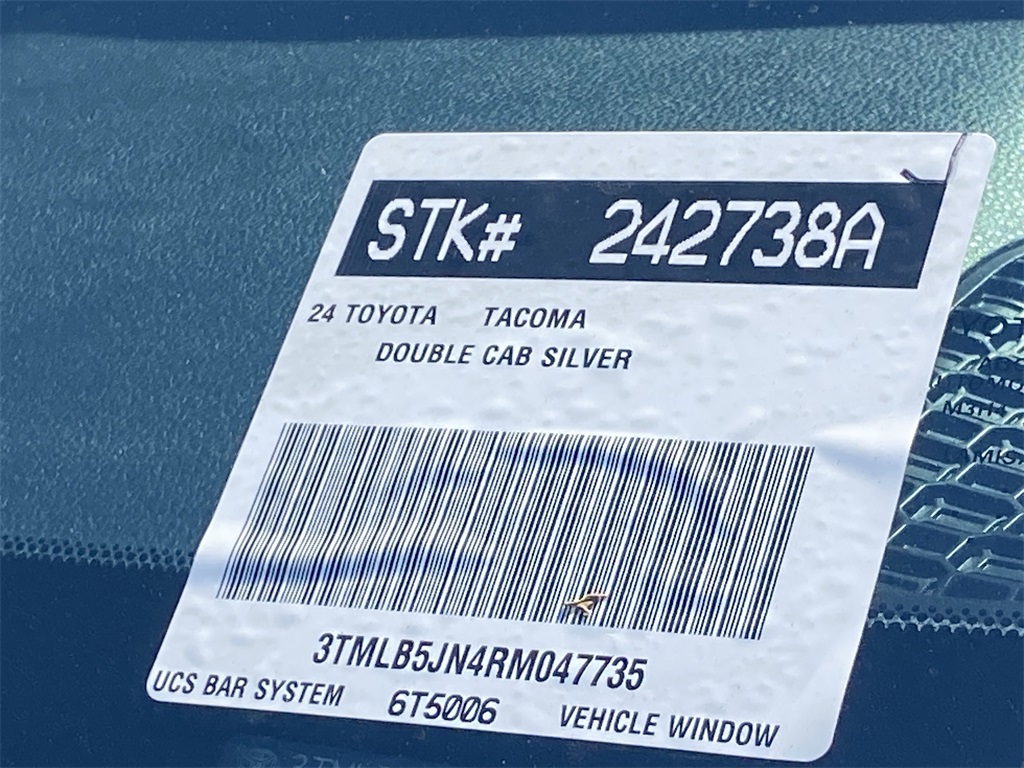 STK# 242738A
24 TOYOTA TACOMA
DOUBLE CAB SILVER
3TMLB5JN4RM047735
UCS BAR SYSTEM 6T5006 VEHICLE WINDOW